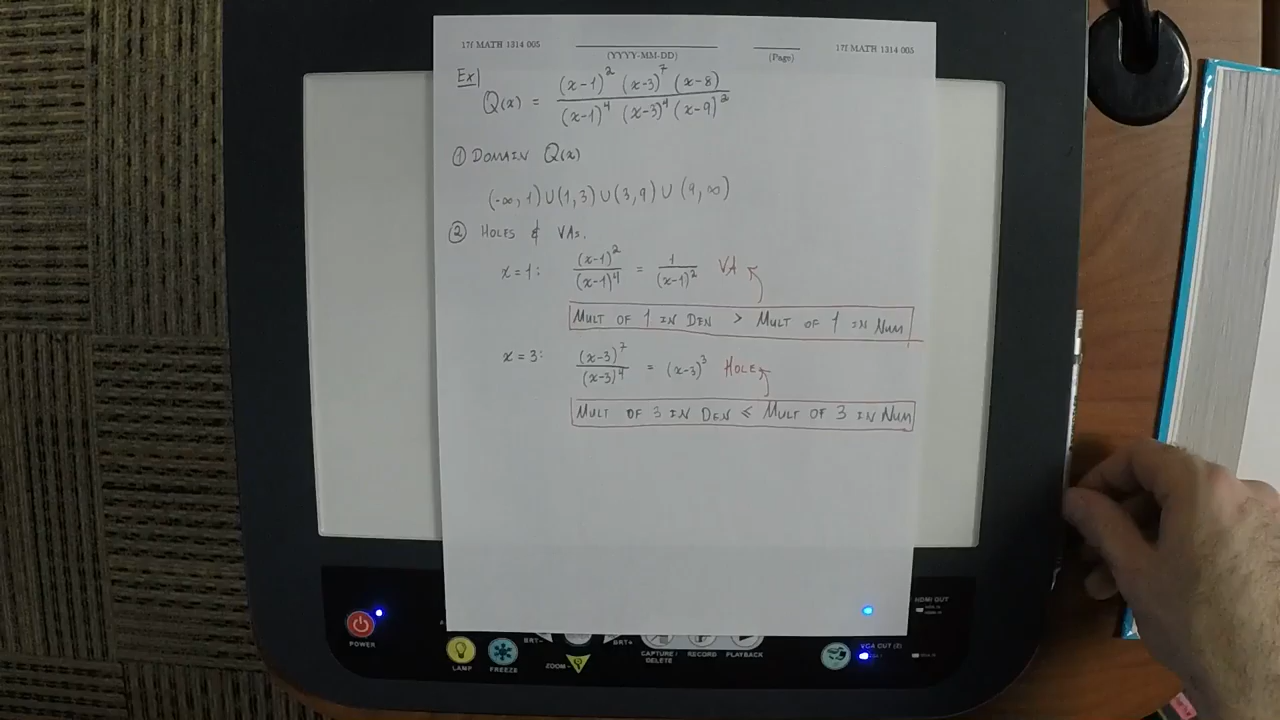 17f MATH 1314 005
(YYYY-MM-DD)
(Page)
17f MATH 1314 005
Ex
Q(x) = (x-1)² (x-3)⁷ (x-8) / (x-1)⁴ (x-3)⁴ (x-9)²
① DOMAIN Q(x)
(-∞, 1) ∪ (1, 3) ∪ (3, 9) ∪ (9, ∞)
② HOLES & VAs.
x = 1: (x-1)² / (x-1)⁴ = 1 / (x-1)² VA
MULT OF 1 IN DEN > MULT OF 1 IN NUM
x = 3: (x-3)⁷ / (x-3)⁴ = (x-3)³ HOLE
MULT OF 3 IN DEN ≤ MULT OF 3 IN NUM
POWER
LAMP
FREEZE
BRT-
ZOOM-
BRT+
CAPTURE/
DELETE
RECORD
PLAYBACK
HDMI OUT